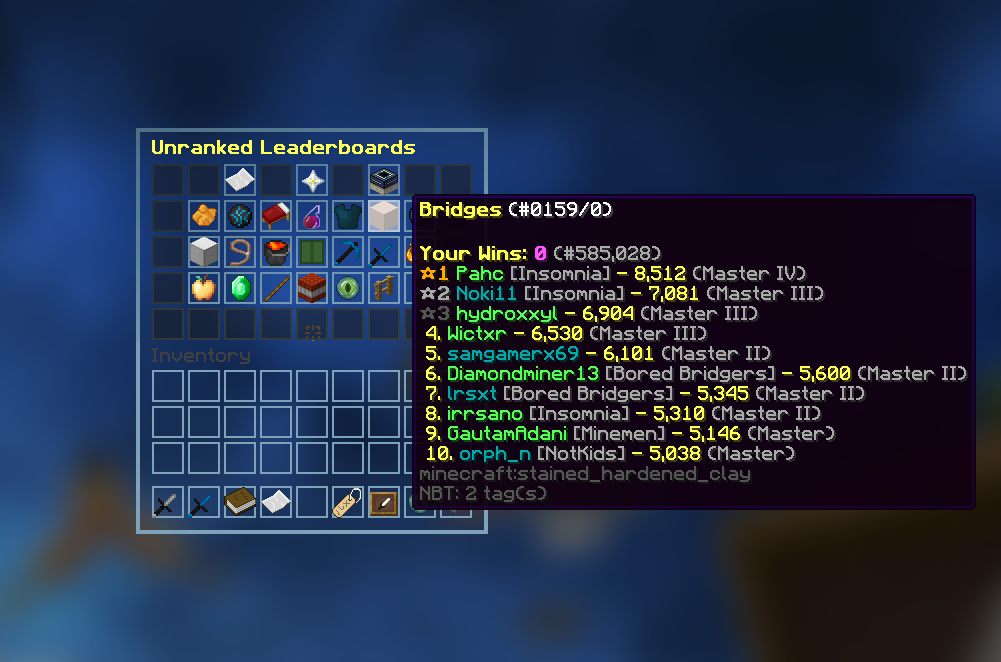 Unranked Leaderboards
Bridges (#0159/0)
Your Wins: 0 (#585,028)
☆1 Pahc [Insomnia] - 8,512 (Master IV)
☆2 Noki11 [Insomnia] - 7,081 (Master III)
☆3 hydroxxyl - 6,904 (Master III)
4. Wictxr - 6,530 (Master III)
5. samgamerx69 - 6,101 (Master II)
6. Diamondminer13 [Bored Bridgers] - 5,600 (Master II)
7. lrsxt [Bored Bridgers] - 5,345 (Master II)
8. irrsano [Insomnia] - 5,310 (Master II)
9. GautamAdani [Minemen] - 5,146 (Master)
10. orph_n [NotKids] - 5,038 (Master)
minecraft:stained_hardened_clay
NBT: 2 tag(s)
Inventory